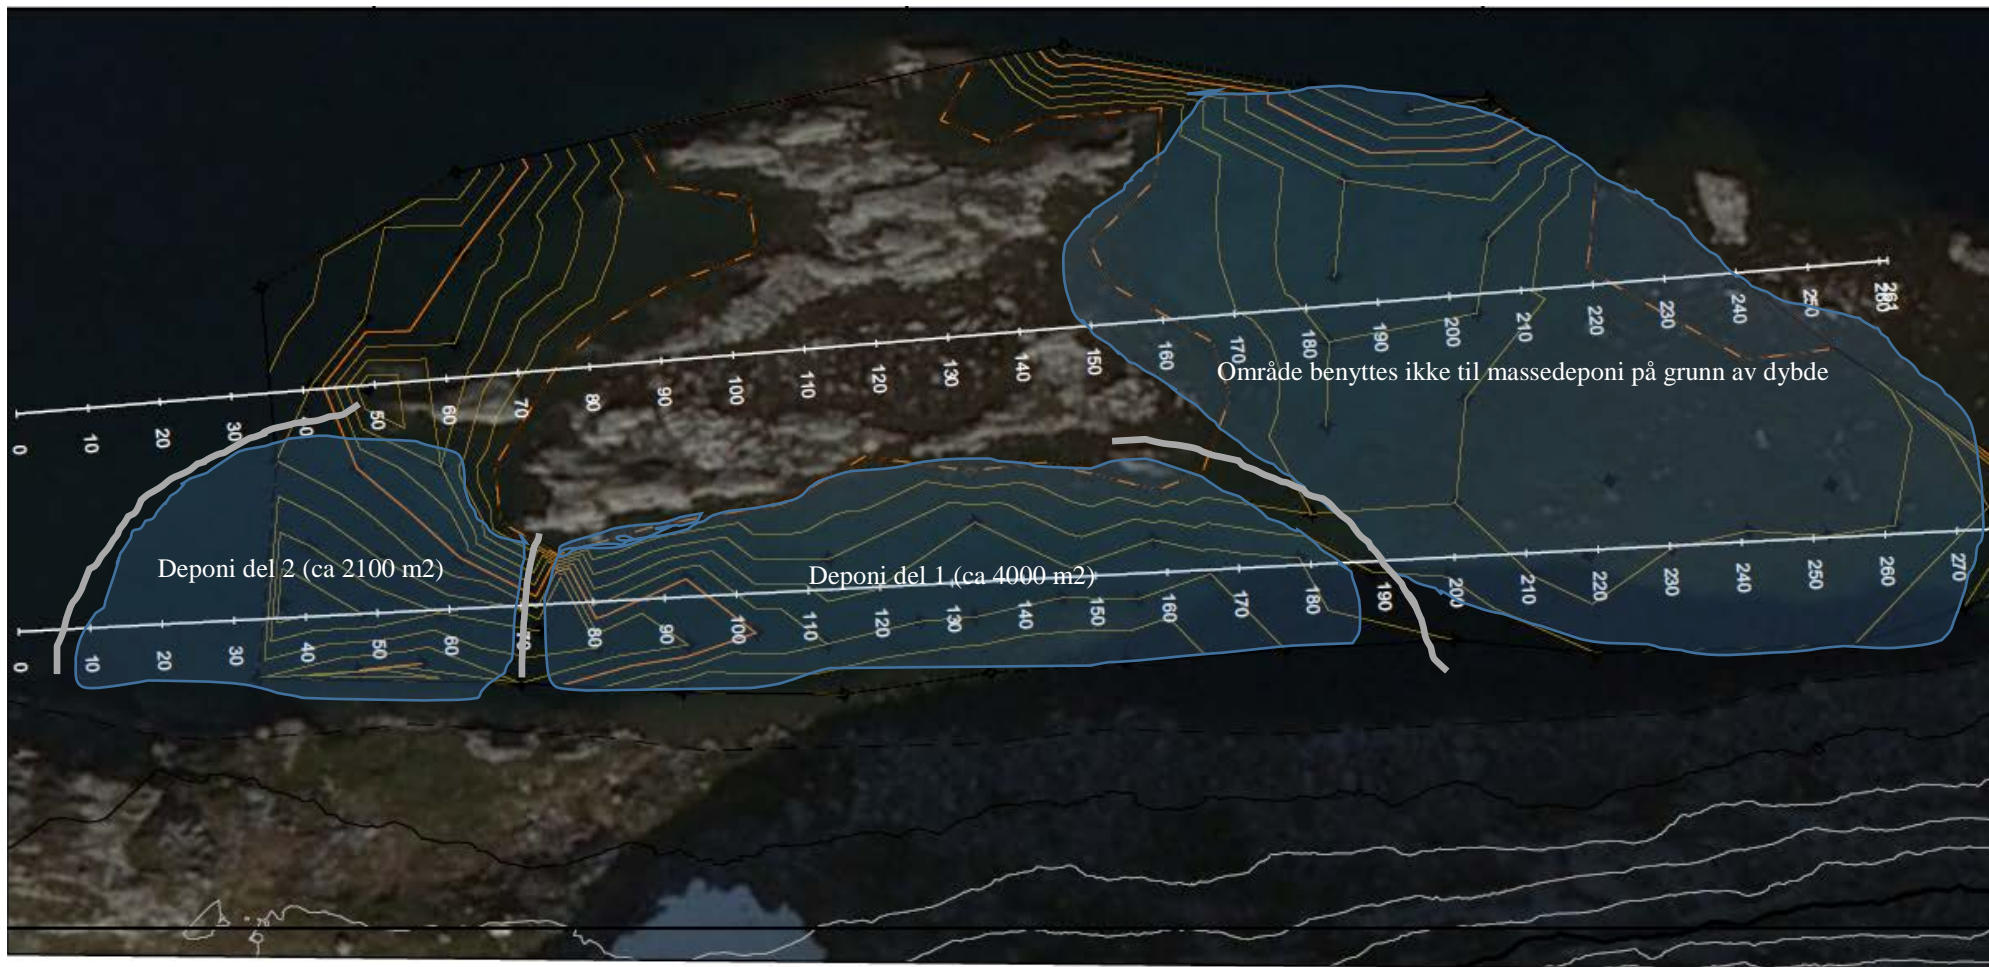 0 10 20 30 40 50 60 70 80 90 100 110 120 130 140 150 160 170 180 190 200 210 220 230 240 250 260 261
Område benyttes ikke til massedeponi på grunn av dybde
Deponi del 2 (ca 2100 m2)
Deponi del 1 (ca 4000 m2)
0 10 20 30 40 50 60 70 80 90 100 110 120 130 140 150 160 170 180 190 200 210 220 230 240 250 260 270